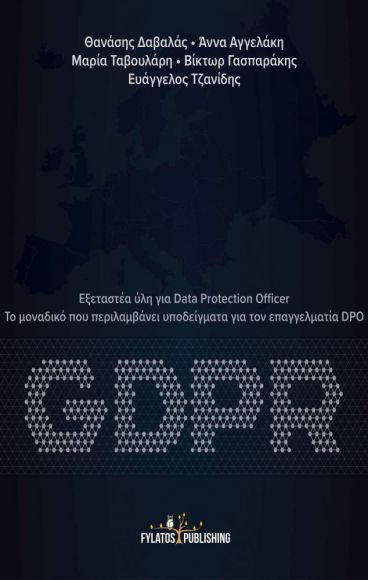 Θανάσης Δαβαλάς • Άννα Αγγελάκη
Μαρία Ταβουλάρη • Βίκτωρ Γασπαράκης
Ευάγγελος Τζανίδης
Εξεταστέα ύλη για Data Protection Officer
Το μοναδικό που περιλαμβάνει υποδείγματα για τον επαγγελματία DPO
GDPR
FYLATOS PUBLISHING